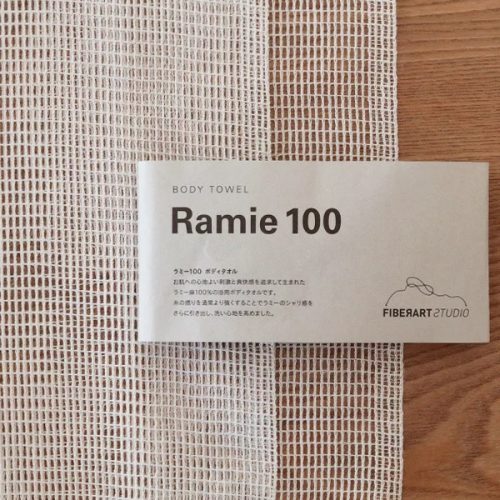 BODY TOWEL
Ramie 100
ラミー100 ボディタオル
お肌への心地よい刺激と爽快感を追求して生まれた
ラミー麻100%の浴用ボディタオルです。
糸の撚りを通常より強くすることでラミーのシャリ感を
さらに引き出し、洗い心地を高めました。
FIBERART STUDIO